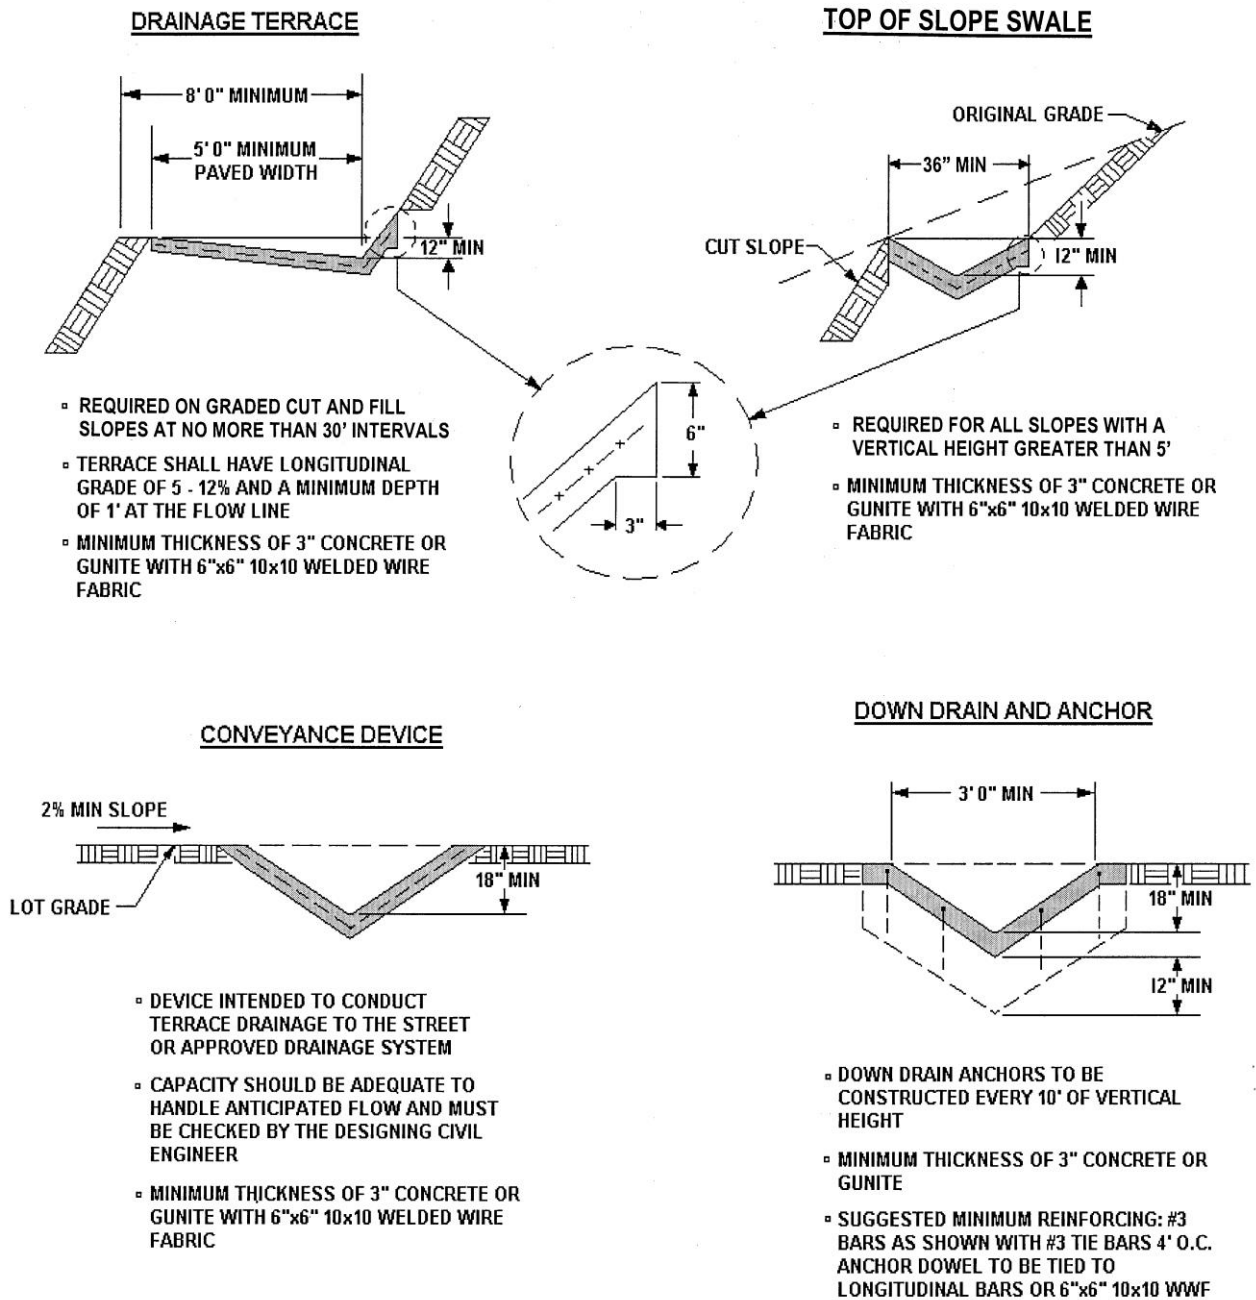 DRAINAGE TERRACE
8'0" MINIMUM
5'0" MINIMUM
PAVED WIDTH
12" MIN
▫ REQUIRED ON GRADED CUT AND FILL
SLOPES AT NO MORE THAN 30' INTERVALS
▫ TERRACE SHALL HAVE LONGITUDINAL
GRADE OF 5 - 12% AND A MINIMUM DEPTH
OF 1' AT THE FLOW LINE
▫ MINIMUM THICKNESS OF 3" CONCRETE OR
GUNITE WITH 6"x6" 10x10 WELDED WIRE
FABRIC
6"
3"
TOP OF SLOPE SWALE
ORIGINAL GRADE
36" MIN
CUT SLOPE
12" MIN
▫ REQUIRED FOR ALL SLOPES WITH A
VERTICAL HEIGHT GREATER THAN 5'
▫ MINIMUM THICKNESS OF 3" CONCRETE OR
GUNITE WITH 6"x6" 10x10 WELDED WIRE
FABRIC
CONVEYANCE DEVICE
2% MIN SLOPE
18" MIN
LOT GRADE
▫ DEVICE INTENDED TO CONDUCT
TERRACE DRAINAGE TO THE STREET
OR APPROVED DRAINAGE SYSTEM
▫ CAPACITY SHOULD BE ADEQUATE TO
HANDLE ANTICIPATED FLOW AND MUST
BE CHECKED BY THE DESIGNING CIVIL
ENGINEER
▫ MINIMUM THICKNESS OF 3" CONCRETE OR
GUNITE WITH 6"x6" 10x10 WELDED WIRE
FABRIC
DOWN DRAIN AND ANCHOR
3'0" MIN
18" MIN
12" MIN
▫ DOWN DRAIN ANCHORS TO BE
CONSTRUCTED EVERY 10' OF VERTICAL
HEIGHT
▫ MINIMUM THICKNESS OF 3" CONCRETE OR
GUNITE
▫ SUGGESTED MINIMUM REINFORCING: #3
BARS AS SHOWN WITH #3 TIE BARS 4' O.C.
ANCHOR DOWEL TO BE TIED TO
LONGITUDINAL BARS OR 6"x6" 10x10 WWF